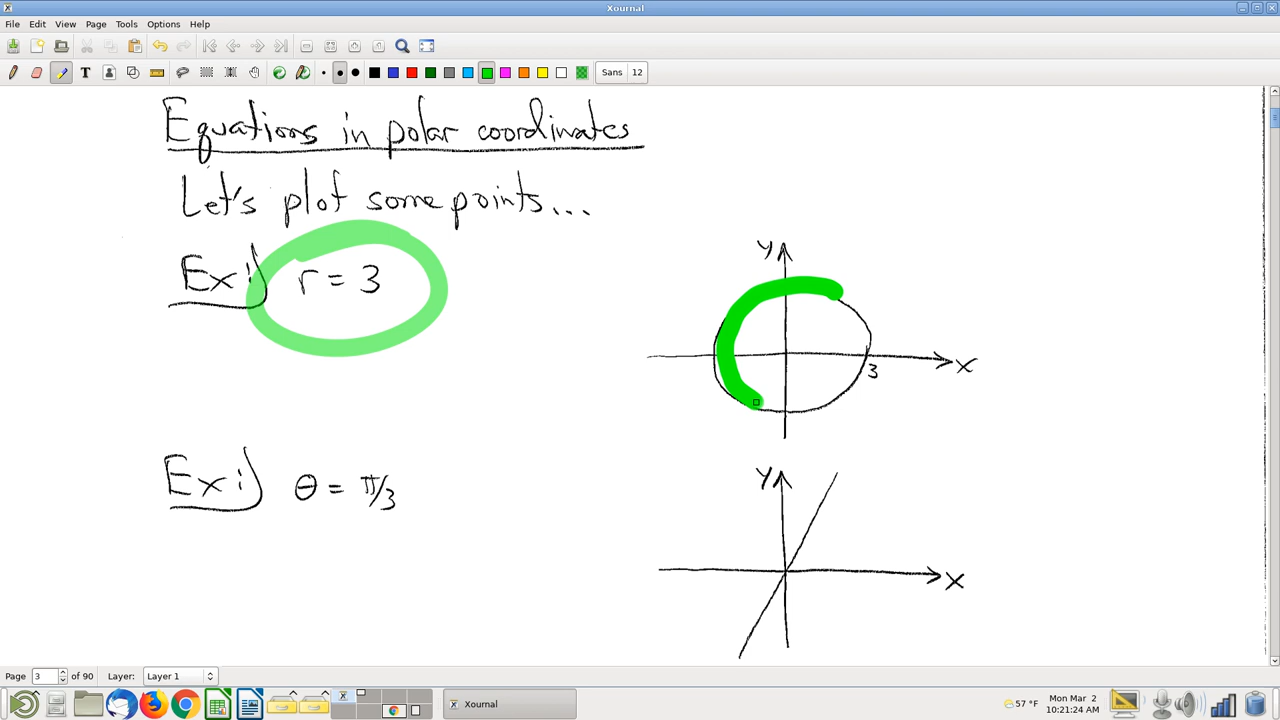 Xournal
File Edit View Page Tools Options Help
Sans 12
Equations in polar coordinates
Let's plot some points...
Ex:) r = 3
y
x
3
Ex:) θ = π/3
y
x
Page 3 of 90 Layer: Layer 1
Xournal
57 °F
Mon Mar 2
10:21:24 AM